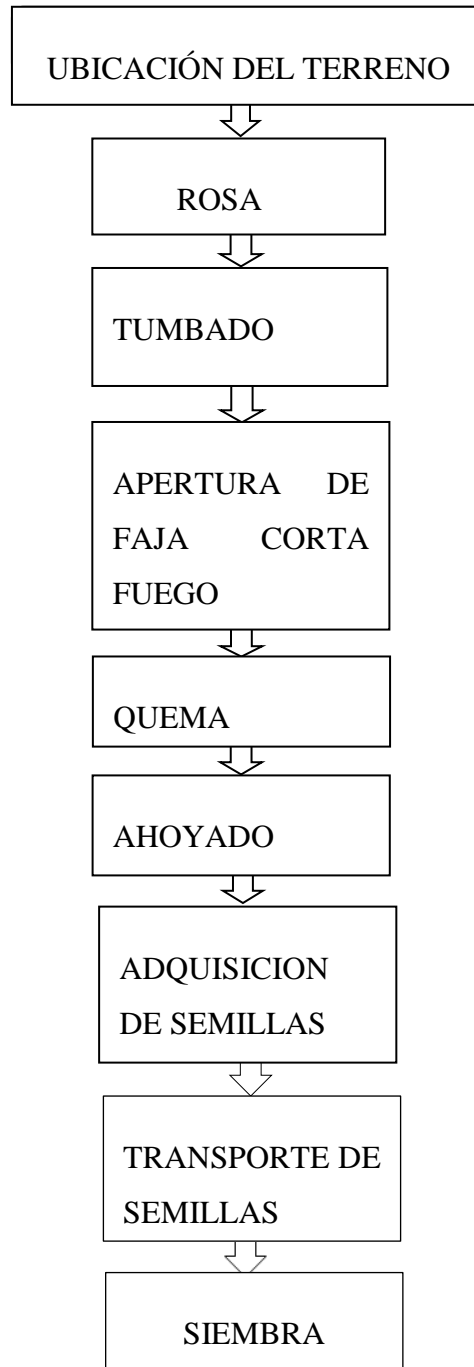 UBICACIÓN DEL TERRENO
ROSA
TUMBADO
APERTURA DE
FAJA CORTA
FUEGO
QUEMA
AHOYADO
ADQUISICION
DE SEMILLAS
TRANSPORTE DE
SEMILLAS
SIEMBRA